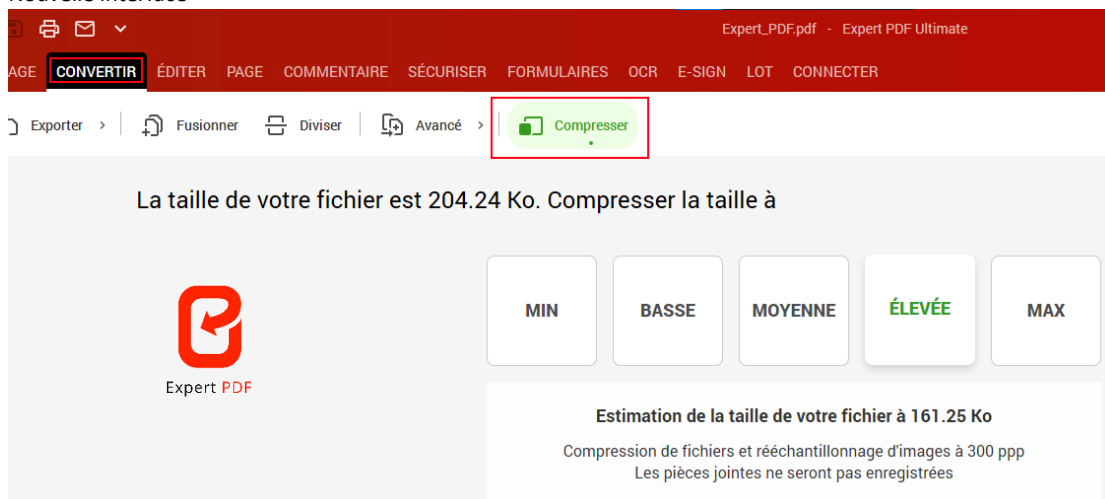 Expert_PDF.pdf - Expert PDF Ultimate
CONVERTIR ÉDITER PAGE COMMENTAIRE SÉCURISER FORMULAIRES OCR E-SIGN LOT CONNECTER
Exporter > Fusionner Diviser Avancé > Compresser
La taille de votre fichier est 204.24 Ko. Compresser la taille à
MIN BASSE MOYENNE ÉLEVÉE MAX
Expert PDF
Estimation de la taille de votre fichier à 161.25 Ko
Compression de fichiers et rééchantillonnage d'images à 300 ppp
Les pièces jointes ne seront pas enregistrées